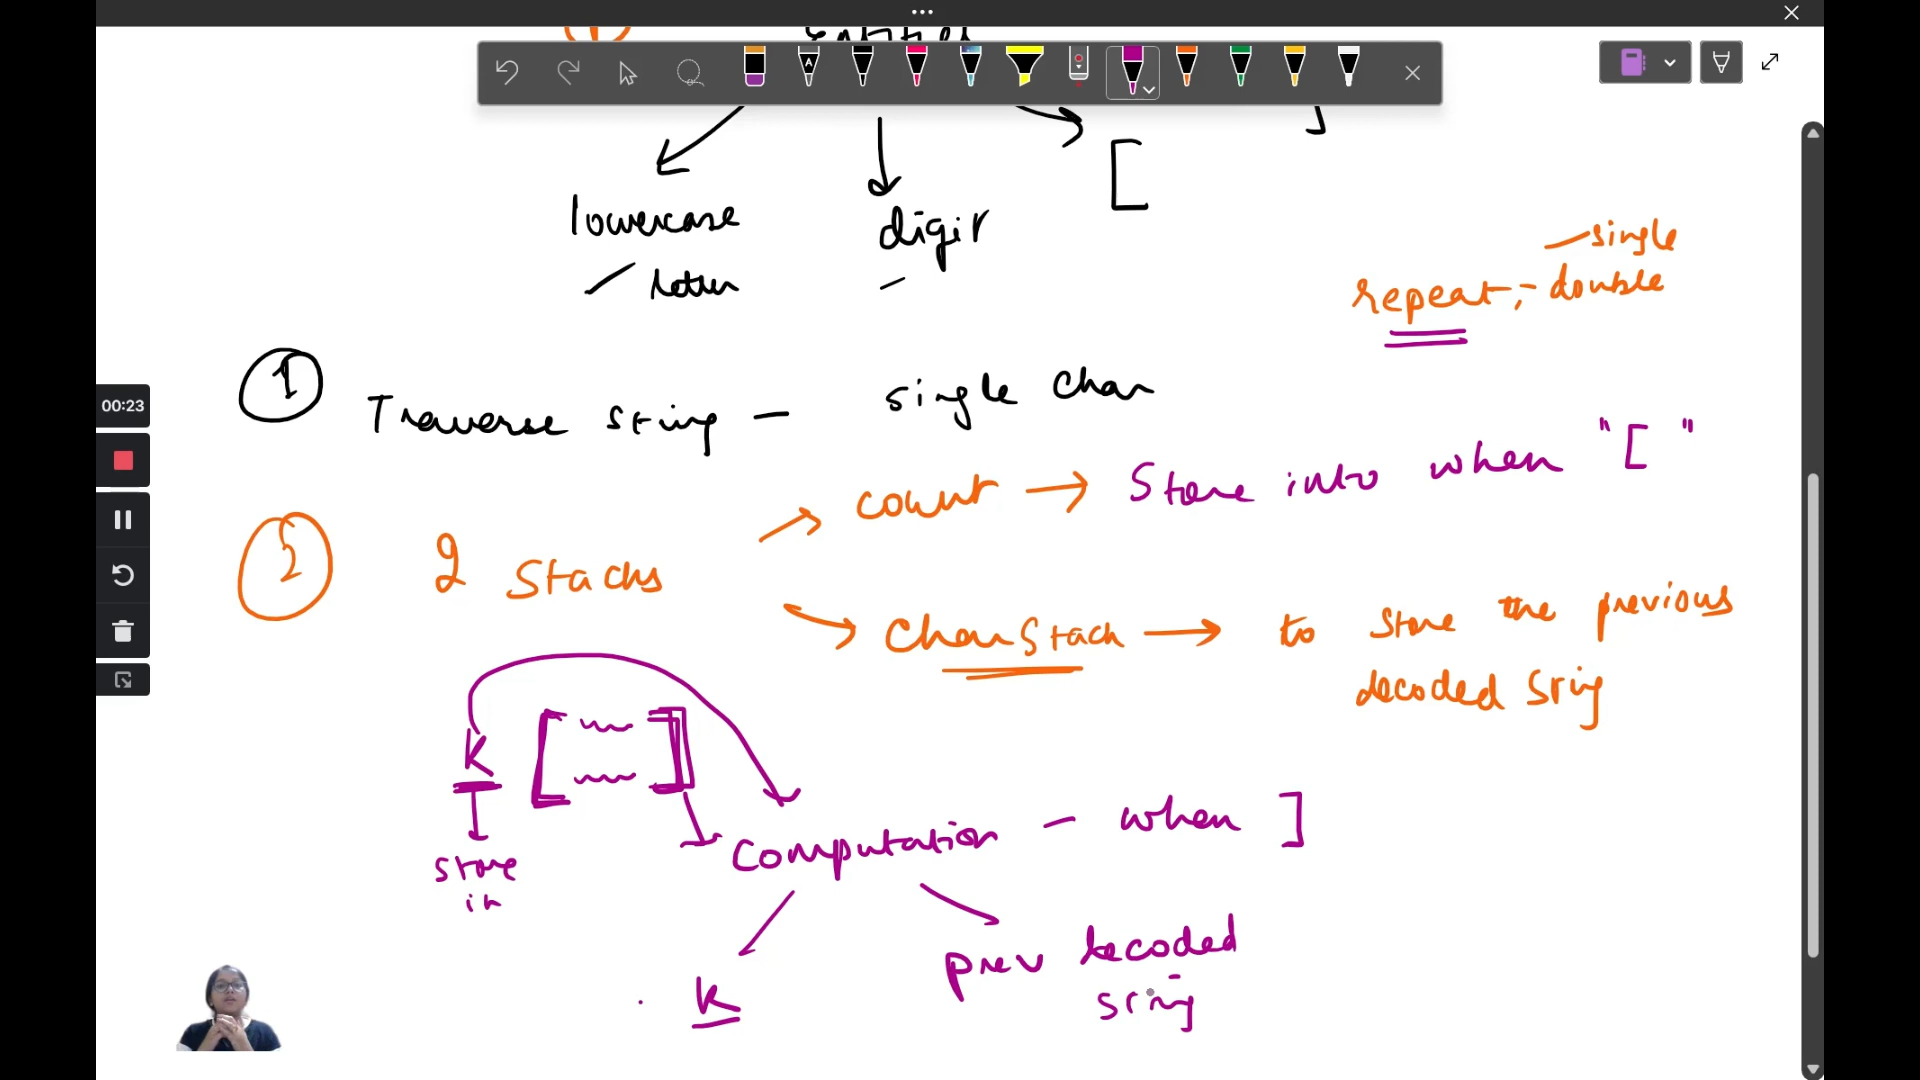 entities
]
[
lowercase
letter
digit
single
repeat :- double
1 Traverse string - single char
2 2 Stacks
count → Store into when "[ "
CharStack → to store the previous
decoded string
K [ ]
store
in
Computation - when ]
K
prev decoded
string
00:23
A